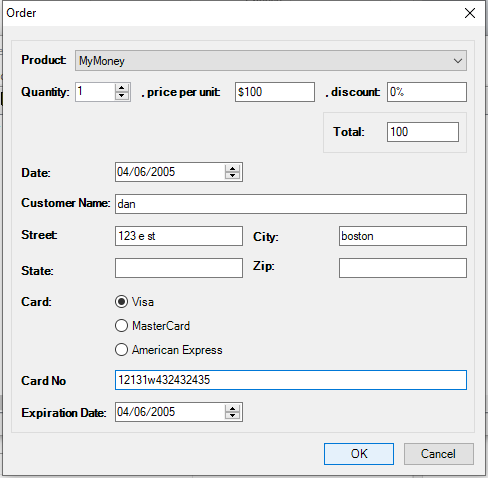 Order
Product: MyMoney
Quantity: 1 , price per unit: $100 , discount: 0%
Total: 100
Date: 04/06/2005
Customer Name: dan
Street: 123 e st City: boston
State: Zip:
Card: Visa
MasterCard
American Express
Card No 12131w432432435
Expiration Date: 04/06/2005
OK Cancel